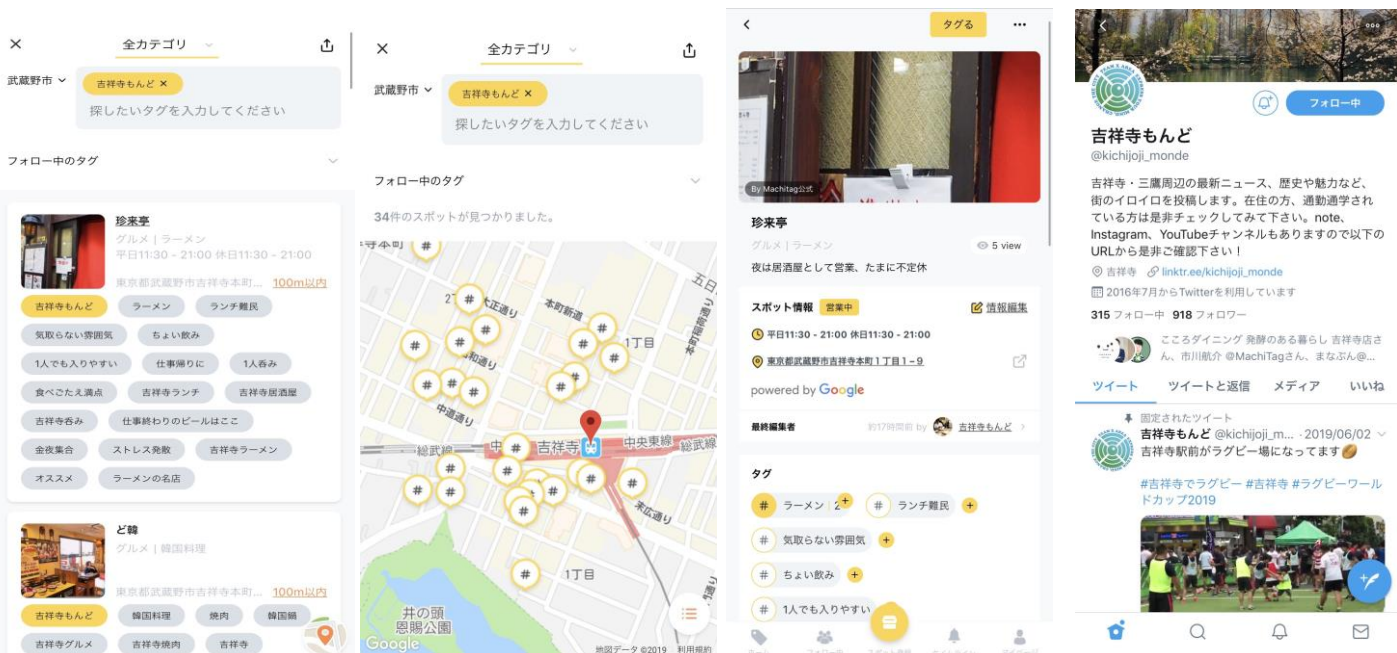 全カテゴリ
武蔵野市
吉祥寺もんど ×
探したいタグを入力してください
フォロー中のタグ
珍来亭
グルメ | ラーメン
平日11:30 - 21:00 休日11:30 - 21:00
東京都武蔵野市吉祥寺本町... 100m以内
吉祥寺もんど ラーメン ランチ難民
気取らない雰囲気 ちょい飲み
1人でも入りやすい 仕事帰りに 1人呑み
食べごたえ満点 吉祥寺ランチ 吉祥寺居酒屋
吉祥寺呑み 仕事終わりのビールはここ
金夜集合 ストレス発散 吉祥寺ラーメン
オススメ ラーメンの名店
ど韓
グルメ | 韓国料理
東京都武蔵野市吉祥寺本町... 100m以内
吉祥寺もんど 韓国料理 焼肉 韓国鍋
吉祥寺グルメ 吉祥寺焼肉 吉祥寺
全カテゴリ
武蔵野市
吉祥寺もんど ×
探したいタグを入力してください
フォロー中のタグ
34件のスポットが見つかりました。
寺本町
五日
大正通り
本町新道
1丁目
昭和通り
中道通り
総武線
中
吉祥寺
中央東線
総武線
末広通り
1丁目
井の頭
恩賜公園
Google
地図データ ©2019 利用規約
タグる
By Machitag公式
珍来亭
グルメ | ラーメン
5 view
夜は居酒屋として営業、たまに不定休
スポット情報 営業中 情報編集
平日11:30 - 21:00 休日11:30 - 21:00
東京都武蔵野市吉祥寺本町１丁目１−９
powered by Google
最終編集者 約17時間前 by 吉祥寺もんど
タグ
# ラーメン | 2 + # ランチ難民 +
# 気取らない雰囲気 +
# ちょい飲み +
# 1人でも入りやすい
フォロー中
吉祥寺もんど
@kichijoji_monde
吉祥寺・三鷹周辺の最新ニュース、歴史や魅力など、
街のイロイロを投稿します。在住の方、通勤通学され
ている方は是非チェックしてみて下さい。note、
Instagram、YouTubeチャンネルもありますので以下の
URLから是非ご確認下さい！
吉祥寺 linktr.ee/kichijoji_monde
2016年7月からTwitterを利用しています
315 フォロー中 918 フォロワー
こころダイニング 発酵のある暮らし 吉祥寺店さ
ん、市川航介 @MachiTagさん、まなぶん@...
ツイート ツイートと返信 メディア いいね
固定されたツイート
吉祥寺もんど @kichijoji_m... · 2019/06/02
吉祥寺駅前がラグビー場になってます🏉
#吉祥寺でラグビー #吉祥寺 #ラグビーワール
ドカップ2019